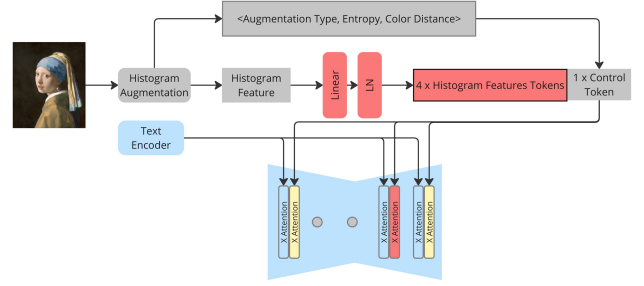 <Augmentation Type, Entropy, Color Distance>
Histogram
Augmentation
Histogram
Feature
Linear
LN
4 x Histogram Features Tokens
1 x Control
Token
Text
Encoder
X Attention
X Attention
X Attention
X Attention
X Attention
X Attention